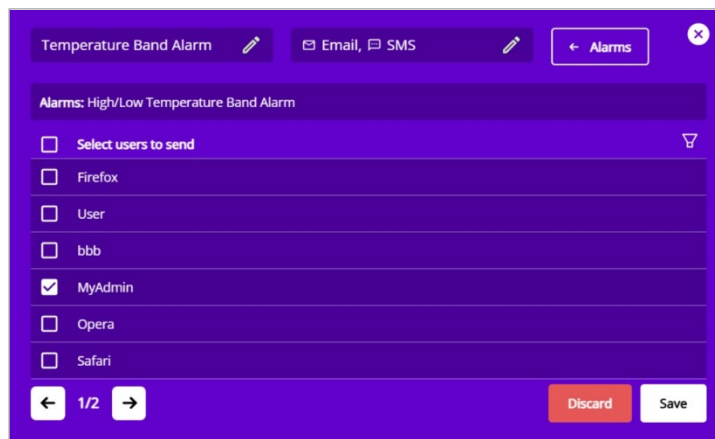 Temperature Band Alarm
Email, SMS
← Alarms
Alarms: High/Low Temperature Band Alarm
Select users to send
Firefox
User
bbb
MyAdmin
Opera
Safari
← 1/2 →
Discard
Save